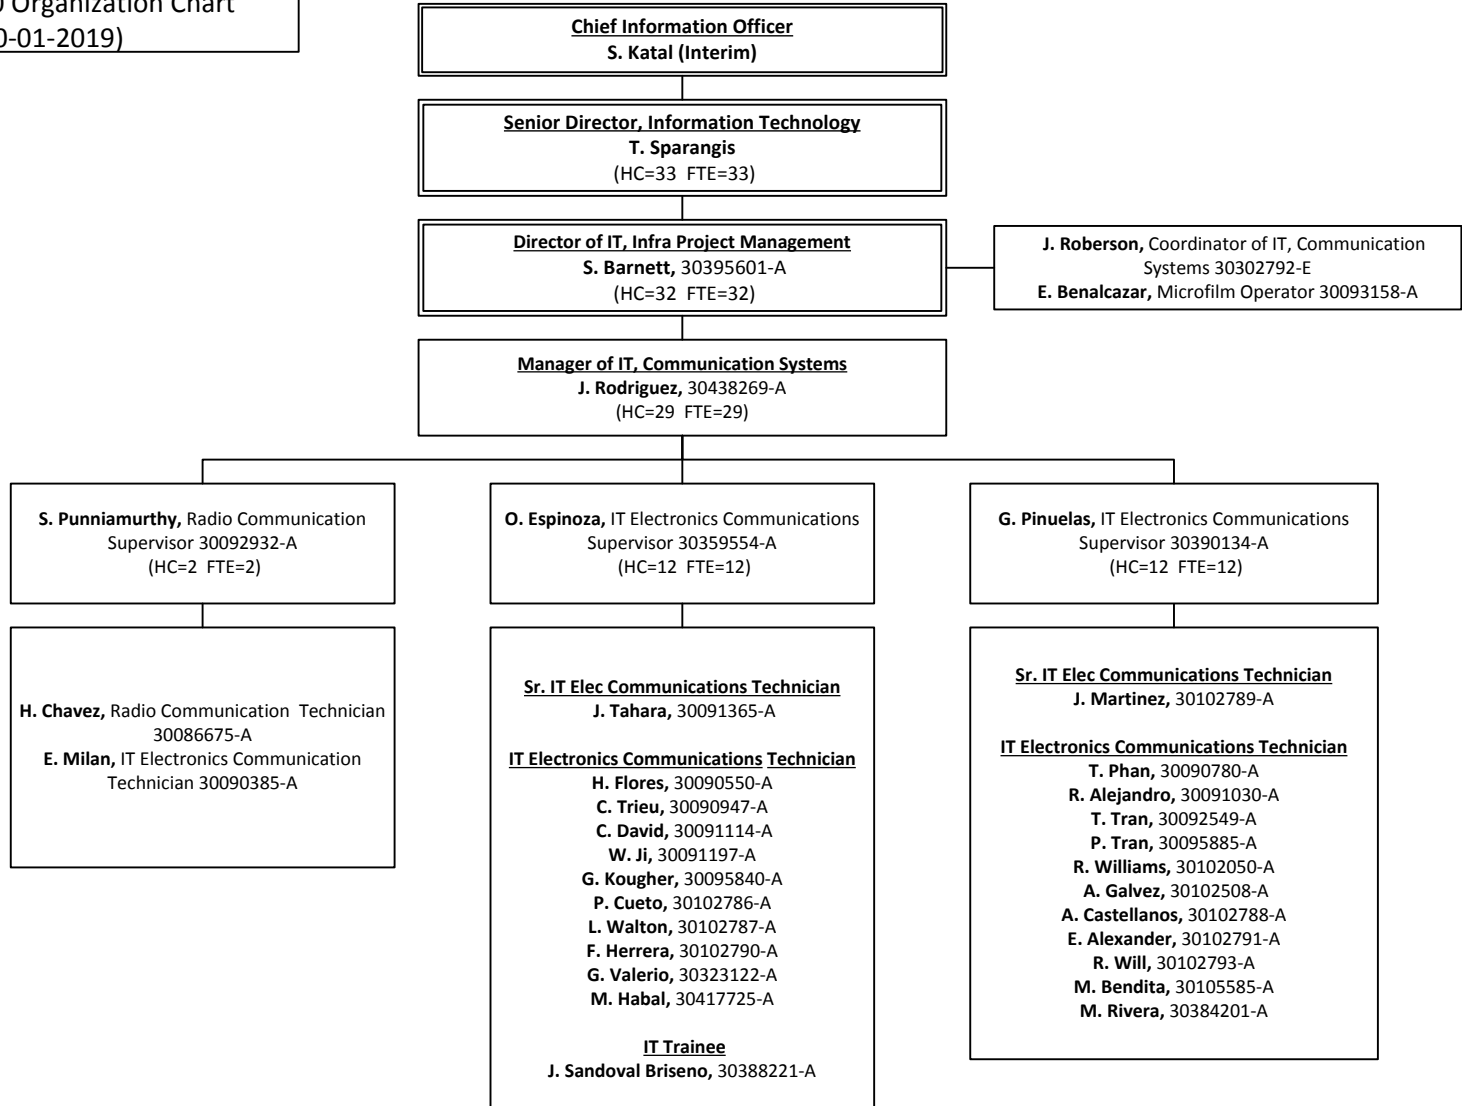 Organization Chart
-01-2019)
Chief Information Officer
S. Katal (Interim)
Senior Director, Information Technology
T. Sparangis
(HC=33 FTE=33)
Director of IT, Infra Project Management
S. Barnett, 30395601-A
(HC=32 FTE=32)
J. Roberson, Coordinator of IT, Communication
Systems 30302792-E
E. Benalcazar, Microfilm Operator 30093158-A
Manager of IT, Communication Systems
J. Rodriguez, 30438269-A
(HC=29 FTE=29)
S. Punniamurthy, Radio Communication
Supervisor 30092932-A
(HC=2 FTE=2)
O. Espinoza, IT Electronics Communications
Supervisor 30359554-A
(HC=12 FTE=12)
G. Pinuelas, IT Electronics Communications
Supervisor 30390134-A
(HC=12 FTE=12)
H. Chavez, Radio Communication Technician
30086675-A
E. Milan, IT Electronics Communication
Technician 30090385-A
Sr. IT Elec Communications Technician
J. Tahara, 30091365-A
IT Electronics Communications Technician
H. Flores, 30090550-A
C. Trieu, 30090947-A
C. David, 30091114-A
W. Ji, 30091197-A
G. Kougher, 30095840-A
P. Cueto, 30102786-A
L. Walton, 30102787-A
F. Herrera, 30102790-A
G. Valerio, 30323122-A
M. Habal, 30417725-A
IT Trainee
J. Sandoval Briseno, 30388221-A
Sr. IT Elec Communications Technician
J. Martinez, 30102789-A
IT Electronics Communications Technician
T. Phan, 30090780-A
R. Alejandro, 30091030-A
T. Tran, 30092549-A
P. Tran, 30095885-A
R. Williams, 30102050-A
A. Galvez, 30102508-A
A. Castellanos, 30102788-A
E. Alexander, 30102791-A
R. Will, 30102793-A
M. Bendita, 30105585-A
M. Rivera, 30384201-A